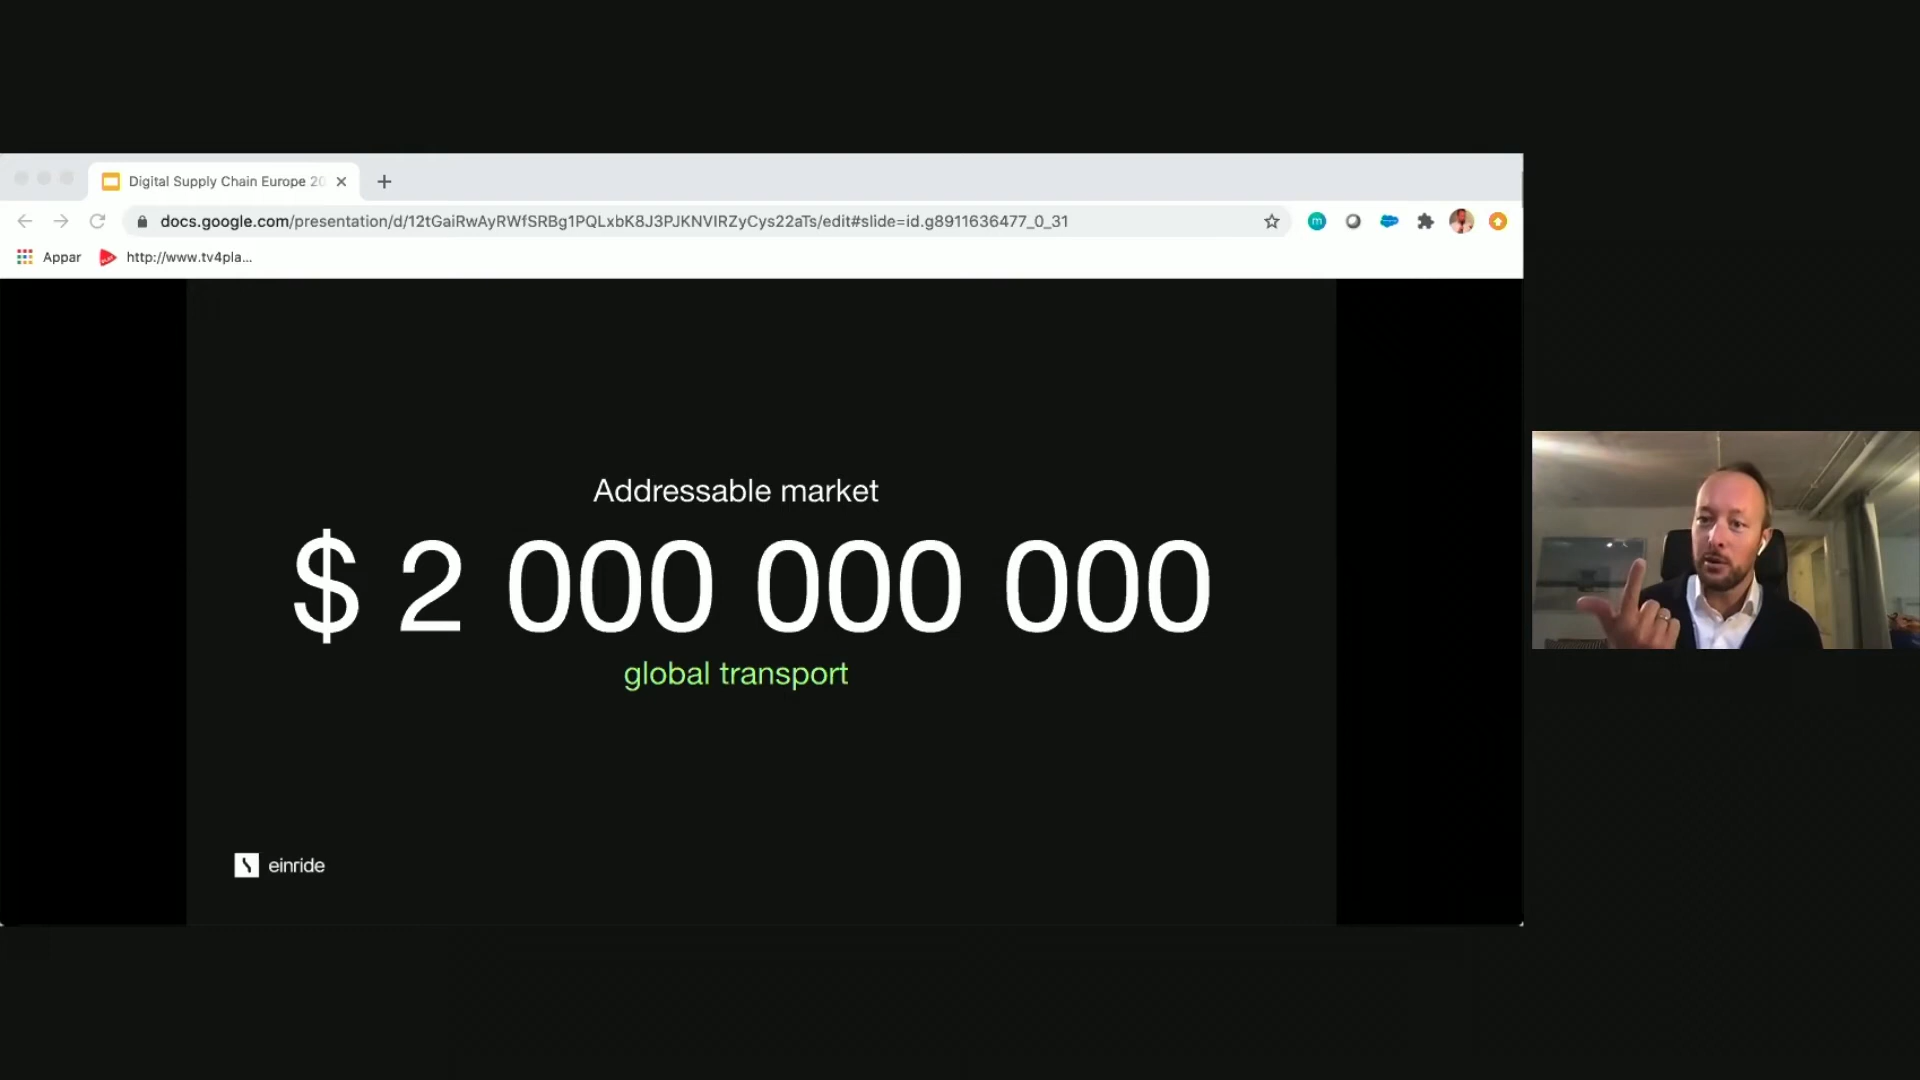 Digital Supply Chain Europe 20
docs.google.com/presentation/d/12tGaiRwAyRWfSRBg1PQLxbK8J3PJKNVIRZyCys22aTs/edit#slide=id.g8911636477_0_31
m
Appar
http://www.tv4pla...
Addressable market
$ 2 000 000 000
global transport
einride